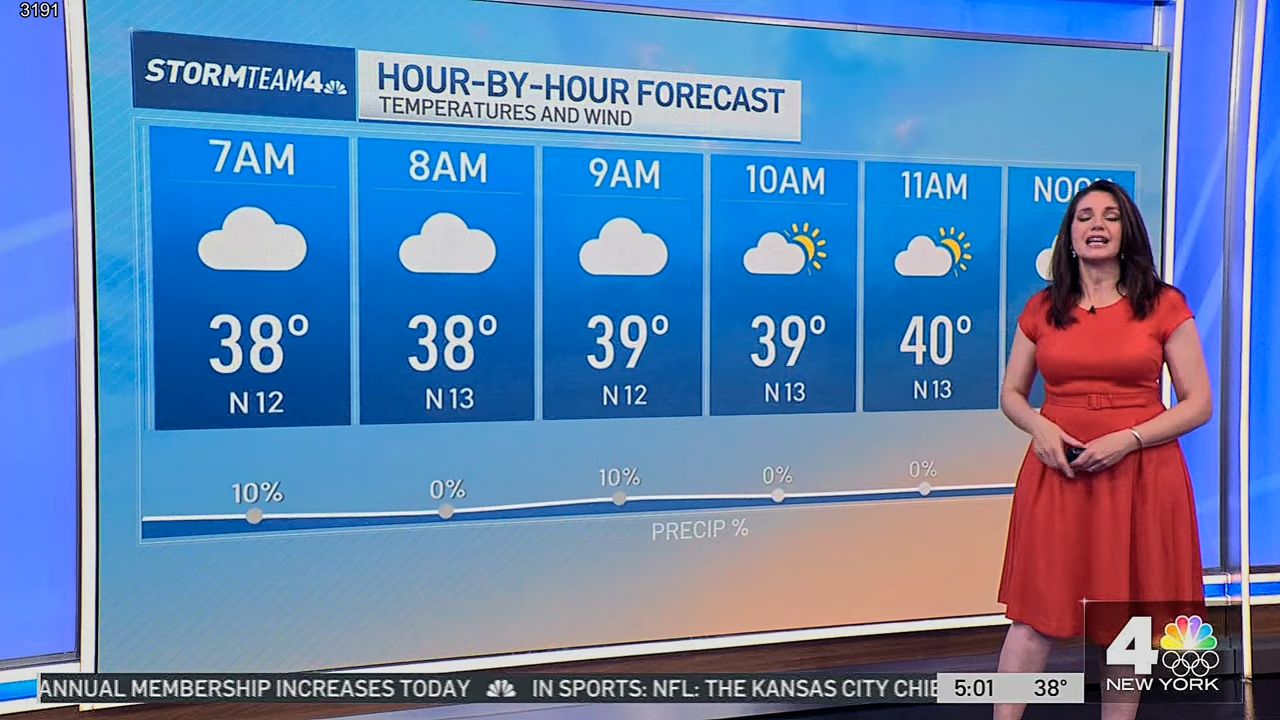 3191
STORMTEAM4
HOUR-BY-HOUR FORECAST
TEMPERATURES AND WIND
7AM
38°
N 12
8AM
38°
N 13
9AM
39°
N 12
10AM
39°
N 13
11AM
40°
N 13
10%
0%
10%
0%
0%
PRECIP %
4
NEW YORK
ANNUAL MEMBERSHIP INCREASES TODAY IN SPORTS: NFL: THE KANSAS CITY CHIE
5:01 38°